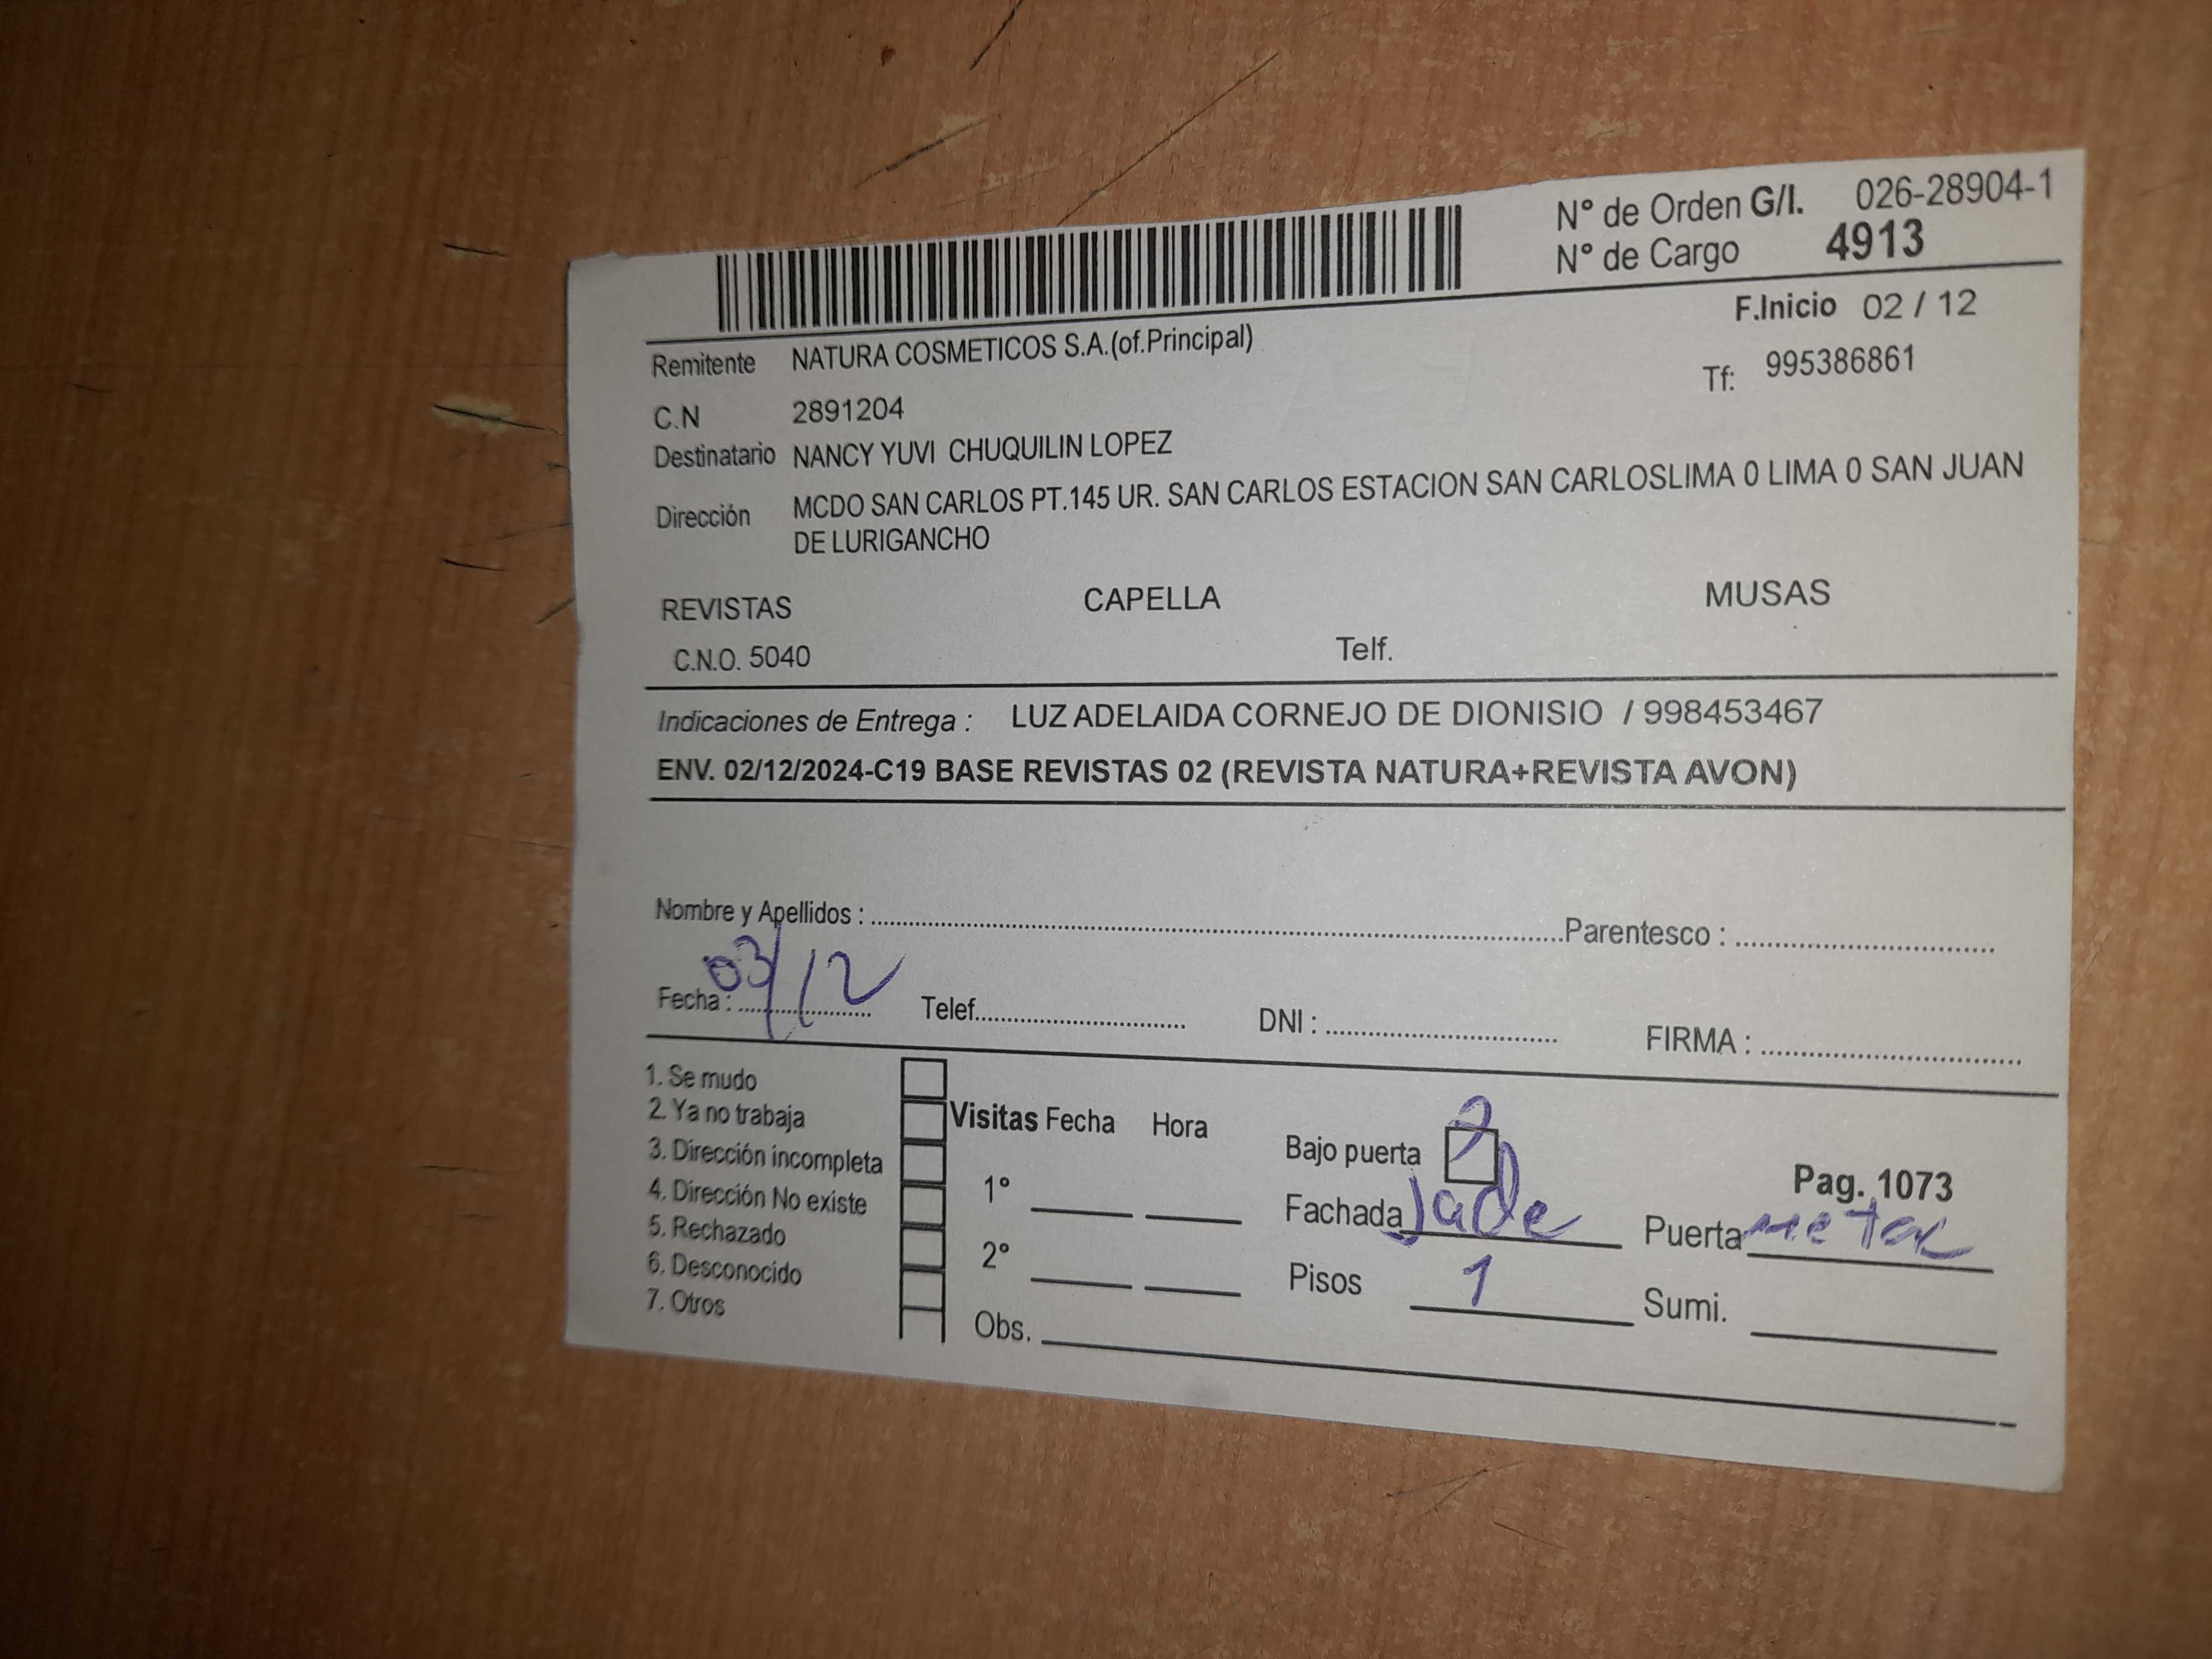 N° de Orden G/I. 026-28904-1
N° de Cargo 4913
F.Inicio 02 / 12
Remitente NATURA COSMETICOS S.A.(of.Principal)
Tf: 995386861
C.N 2891204
Destinatario NANCY YUVI CHUQUILIN LOPEZ
Dirección MCDO SAN CARLOS PT.145 UR. SAN CARLOS ESTACION SAN CARLOSLIMA 0 LIMA 0 SAN JUAN
DE LURIGANCHO
REVISTAS CAPELLA MUSAS
C.N.O. 5040 Telf.
Indicaciones de Entrega : LUZ ADELAIDA CORNEJO DE DIONISIO / 998453467
ENV. 02/12/2024-C19 BASE REVISTAS 02 (REVISTA NATURA+REVISTA AVON)
Nombre y Apellidos : Parentesco :
Fecha : 03/12 Telef. DNI : FIRMA :
1. Se mudo
2. Ya no trabaja
3. Dirección incompleta
4. Dirección No existe
5. Rechazado
6. Desconocido
7. Otros
Visitas Fecha Hora
1°
2°
Obs.
Bajo puerta 2
Fachada Jade
Pisos 1
Pag. 1073
Puerta metal
Sumi.